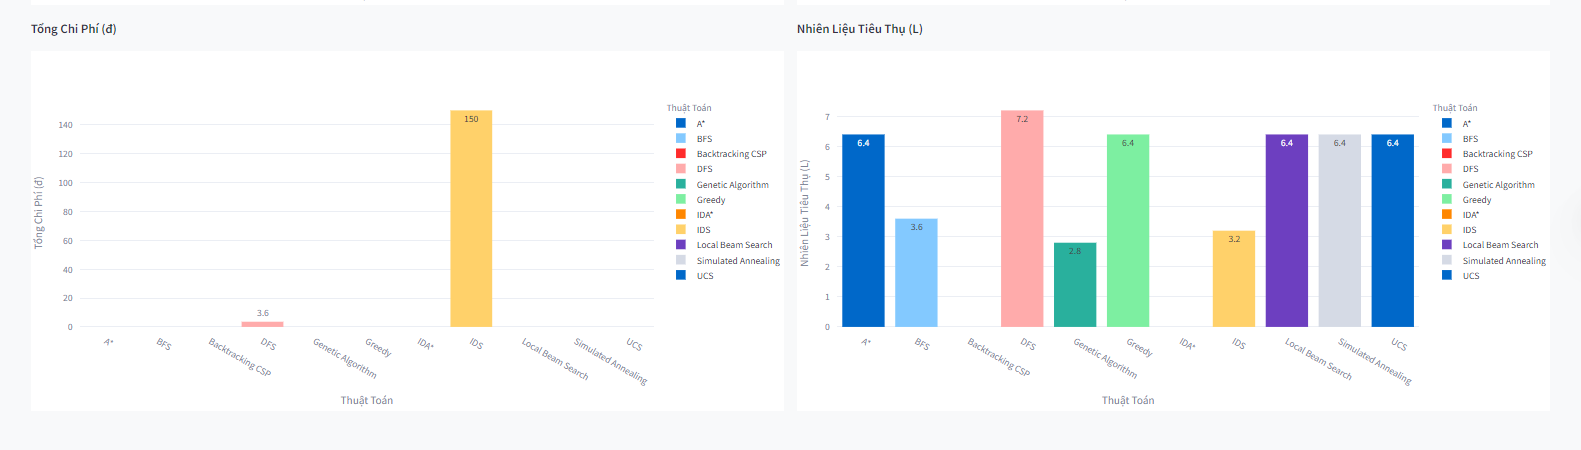 Tổng Chi Phí (đ)
Tổng Chi Phí (đ)
140
120
100
80
60
40
20
0
3.6
150
A*
BFS
Backtracking CSP
DFS
Genetic Algorithm
Greedy
IDA*
IDS
Local Beam Search
Simulated Annealing
UCS
Thuật Toán
Thuật Toán
A*
BFS
Backtracking CSP
DFS
Genetic Algorithm
Greedy
IDA*
IDS
Local Beam Search
Simulated Annealing
UCS
Nhiên Liệu Tiêu Thụ (L)
Nhiên Liệu Tiêu Thụ (L)
7
6
5
4
3
2
1
0
6.4
3.6
7.2
2.8
6.4
3.2
6.4
6.4
6.4
A*
BFS
Backtracking CSP
DFS
Genetic Algorithm
Greedy
IDA*
IDS
Local Beam Search
Simulated Annealing
UCS
Thuật Toán
Thuật Toán
A*
BFS
Backtracking CSP
DFS
Genetic Algorithm
Greedy
IDA*
IDS
Local Beam Search
Simulated Annealing
UCS